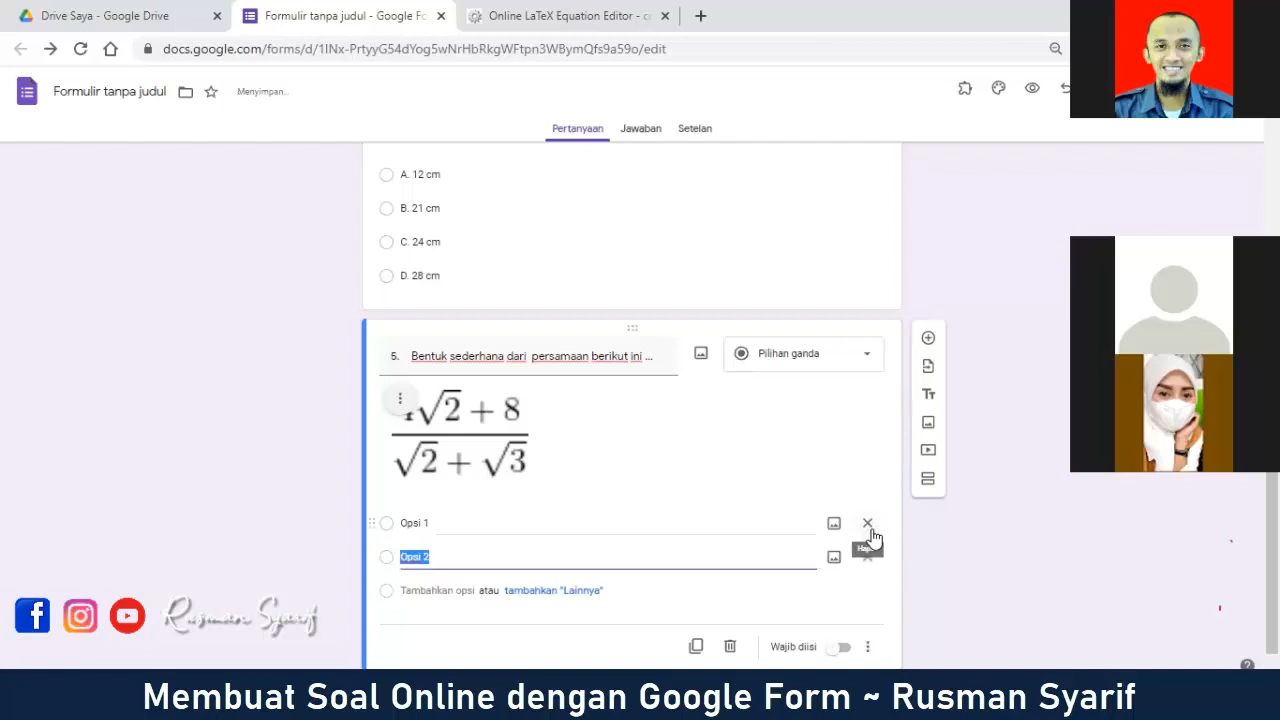 Drive Saya - Google Drive
Formulir tanpa judul - Google Fo
Online LaTeX Equation Editor - c
docs.google.com/forms/d/1INx-PrtyyG54dYog5wNrHbRkgWFtpn3W8ymQfs9a59o/edit
Formulir tanpa judul
Menyimpan...
Pertanyaan
Jawaban
Setelan
A. 12 cm
B. 21 cm
C. 24 cm
D. 28 cm
5. Bentuk sederhana dari persamaan berikut ini ...
Pilihan ganda
√2 + 8
√2 + √3
Opsi 1
Opsi 2
Tambahkan opsi atau tambahkan "Lainnya"
Wajib diisi
Rusman Syarif
Membuat Soal Online dengan Google Form ~ Rusman Syarif